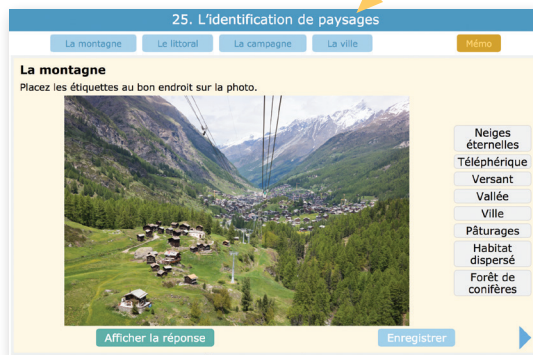 25. L'identification de paysages
La montagne
Le littoral
La campagne
La ville
Mémo
La montagne
Placez les étiquettes au bon endroit sur la photo.
Neiges
éternelles
Téléphérique
Versant
Vallée
Ville
Pâturages
Habitat
dispersé
Forêt de
conifères
Afficher la réponse
Enregistrer